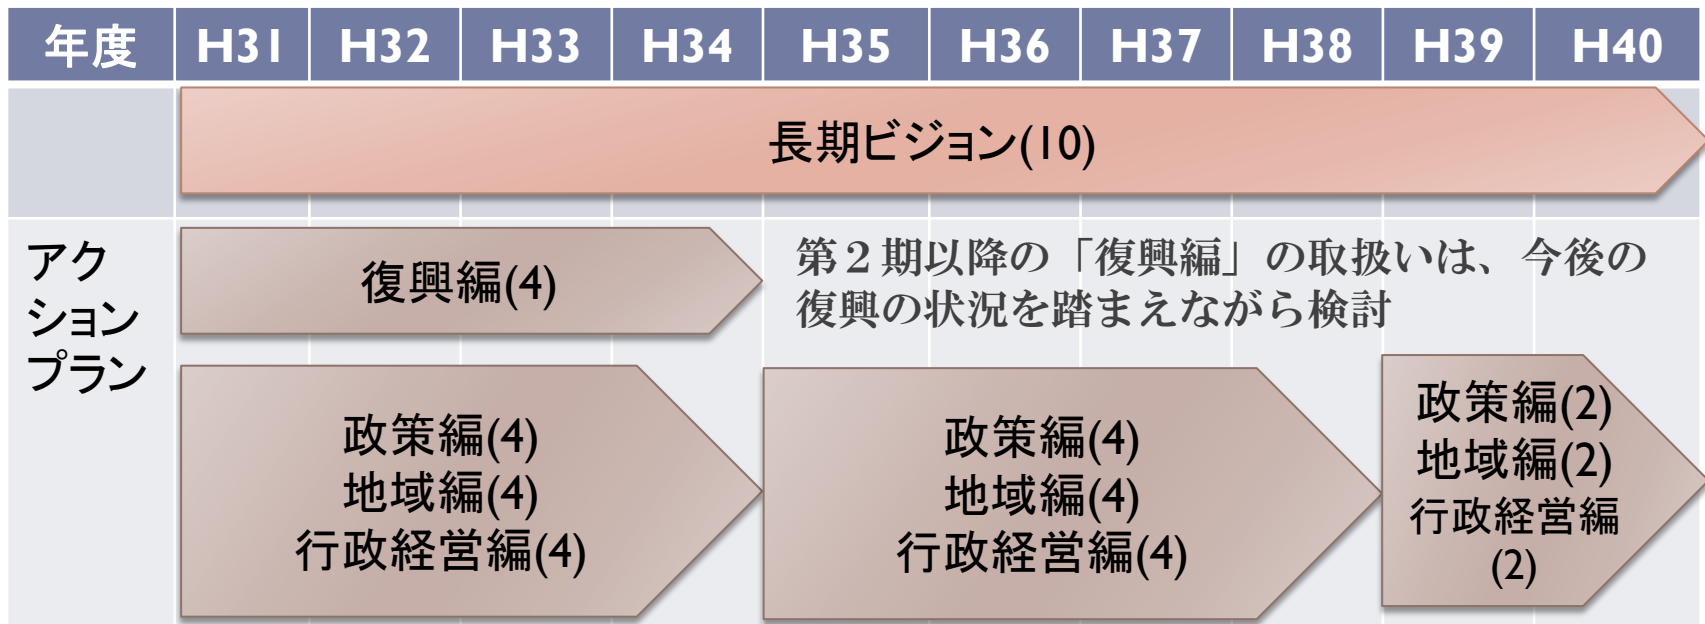 年度 H31 H32 H33 H34 H35 H36 H37 H38 H39 H40
長期ビジョン(10)
アク
ション
プラン
復興編(4)
第２期以降の「復興編」の取扱いは、今後の
復興の状況を踏まえながら検討
政策編(4)
地域編(4)
行政経営編(4)
政策編(4)
地域編(4)
行政経営編(4)
政策編(2)
地域編(2)
行政経営編
(2)